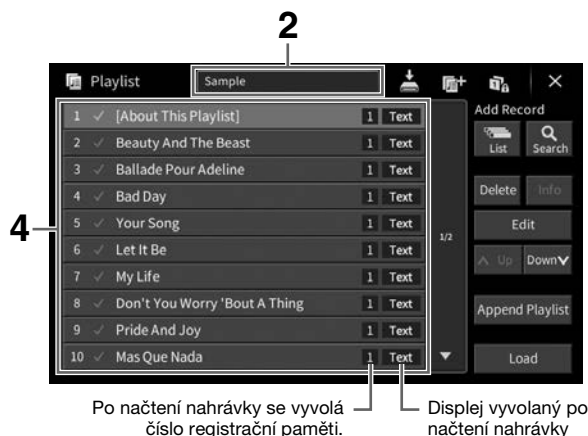 2
Playlist Sample
Add Record
List Search
1 [About This Playlist] 1 Text
2 Beauty And The Beast 1 Text
3 Ballade Pour Adeline 1 Text
4 Bad Day 1 Text
5 Your Song 1 Text
6 Let It Be 1 Text
7 My Life 1 Text
8 Don't You Worry 'Bout A Thing 1 Text
9 Pride And Joy 1 Text
10 Mas Que Nada 1 Text
1/2
Delete Info
Edit
Up Down
Append Playlist
Load
4
Po načtení nahrávky se vyvolá
číslo registrační paměti.
Displej vyvolaný po
načtení nahrávky